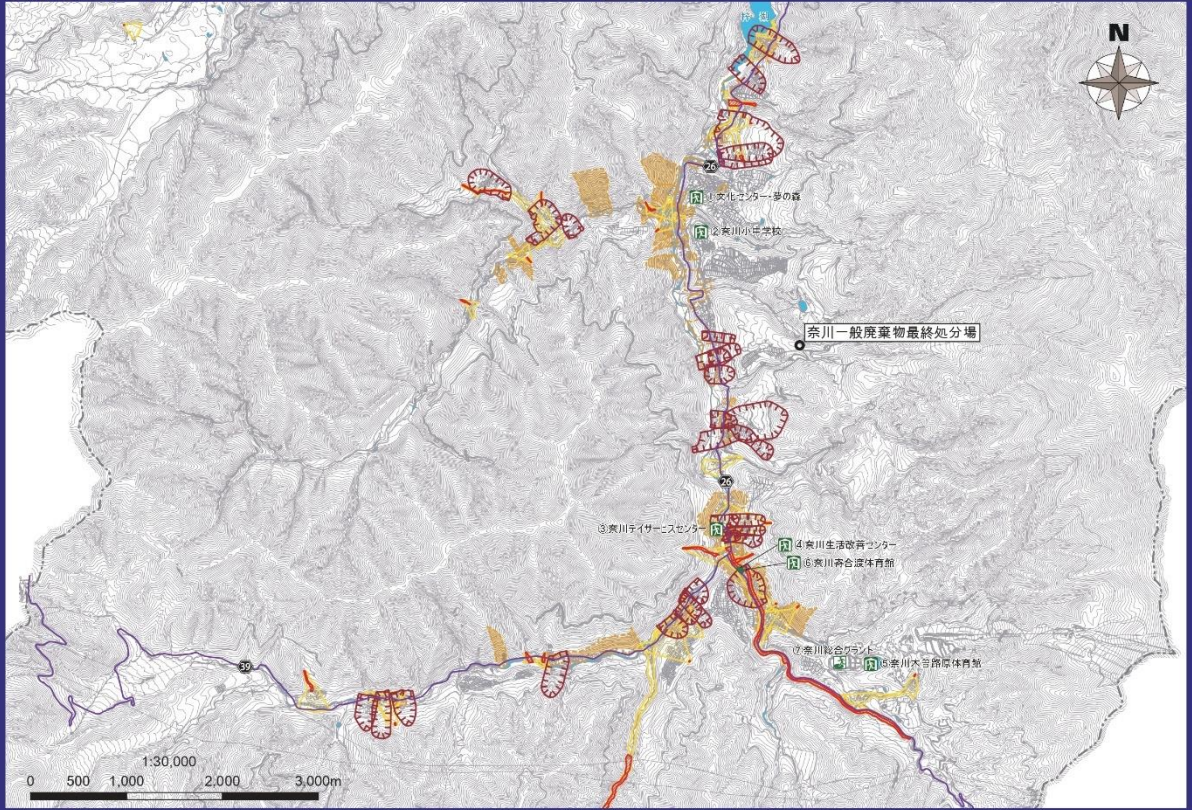 梓湖
N
26
①文化センター・夢の森
②奈川小中学校
奈川一般廃棄物最終処分場
26
③奈川デイサービスセンター
④奈川生活改善センター
⑥奈川寄合渡体育館
⑦奈川総合グラント
⑤奈川木曽路原体育館
39
1:30,000
0 500 1,000 2,000 3,000m